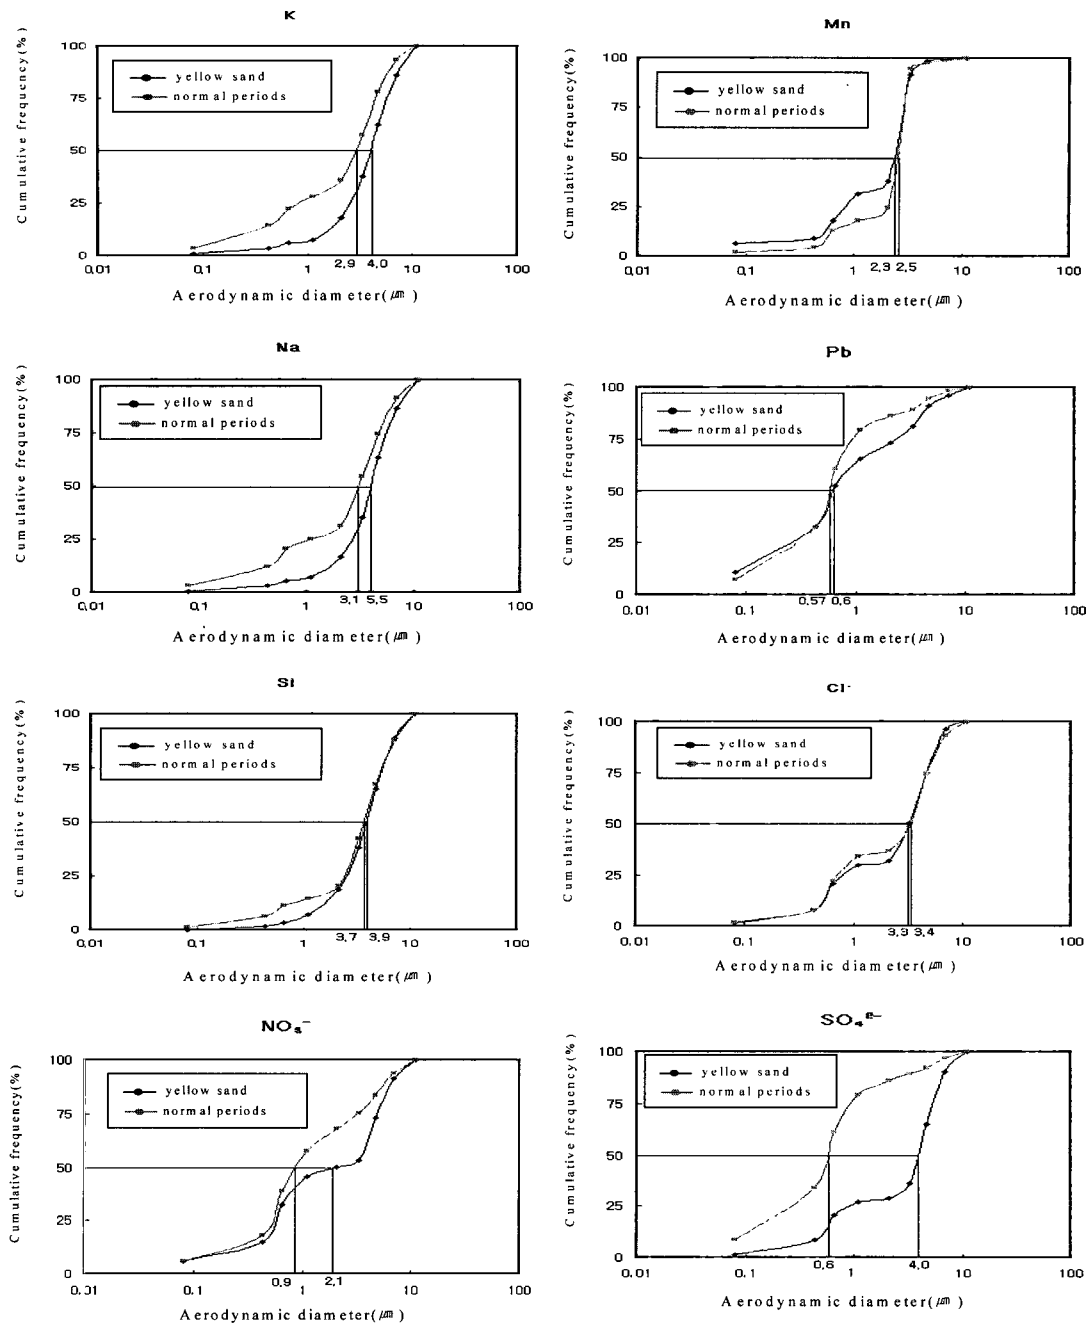 K
Cumulative frequency(%)
100
75
50
25
0
yellow sand
normal periods
0.01
0.1
1
2,9
4,0
10
100
Aerodynamic diameter(㎛ )
Mn
Cumulative frequency(%)
100
75
50
25
0
yellow sand
normal periods
0.01
0.1
1
2,3
2,5
10
100
Aerodynamic diameter(㎛)
Na
Cumulative frequency(%)
100
75
50
25
0
yellow sand
normal periods
0.01
0.1
1
3,1
5,5
10
100
Aerodynamic diameter(㎛ )
Pb
Cumulative frequency(%)
100
75
50
25
0
yellow sand
normal periods
0.01
0.1
0,57
0,6
1
10
100
Aerodynamic diameter(㎛)
Si
Cumulative frequency(%)
100
75
50
25
0
yellow sand
normal periods
0.01
0.1
1
3,7
3,9
10
100
Aerodynamic diameter(㎛)
Cl-
Cumulative frequency(%)
100
75
50
25
0
yellow sand
normal periods
0.01
0.1
1
3,3
3,4
10
100
Aerodynamic diameter(㎛)
NO₃⁻
Cumulative frequency(%)
100
75
50
25
0
yellow sand
normal periods
0.01
0.1
0,9
1
2,1
10
100
Aerodynamic diameter(㎛)
SO₄²⁻
Cumulative frequency(%)
100
75
50
25
0
yellow sand
normal periods
0.01
0.1
0,6
1
4,0
10
100
Aerodynamic diameter(㎛)